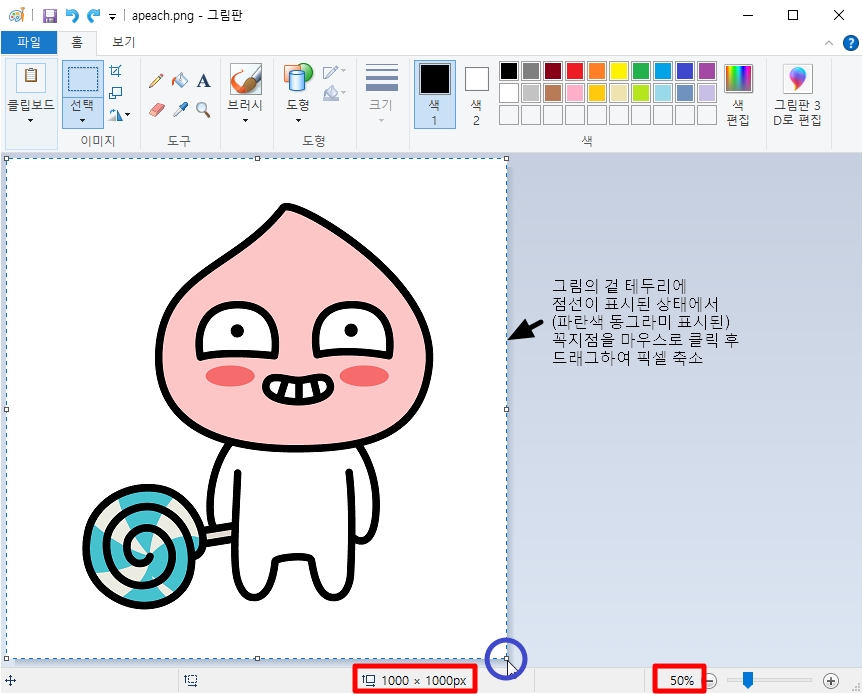 apeach.png - 그림판
파일
홈
보기
클립보드
선택
이미지
A
도구
브러시
도형
도형
크기
색
1
색
2
색
편집
색
그림판 3
D로 편집
그림의 겉 테두리에
점선이 표시된 상태에서
(파란색 동그라미 표시된)
꼭지점을 마우스로 클릭 후
드래그하여 픽셀 축소
1000 × 1000px
50%